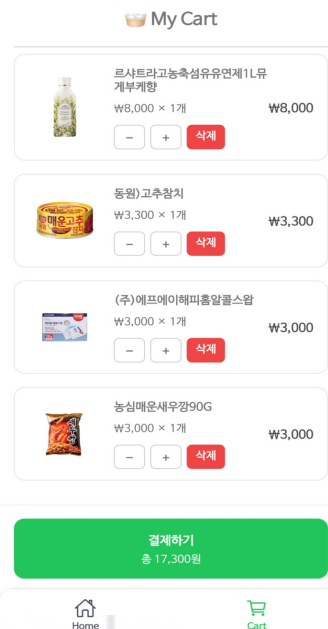 My Cart
르샤트라고농축섬유유연제1L뮤
게부케향
₩8,000 × 1개
₩8,000
− + 삭제
동원)고추참치
₩3,300 × 1개
₩3,300
− + 삭제
(주)에프에이해피홈알콜스왑
₩3,000 × 1개
₩3,000
− + 삭제
농심매운새우깡90G
₩3,000 × 1개
₩3,000
− + 삭제
결제하기
총 17,300원
Home
Cart